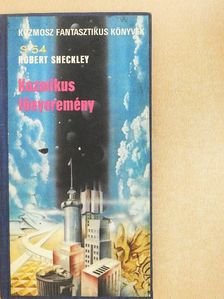 KOZMOSZ FANTASZTIKUS KÖNYVEK
S 54
ROBERT SHECKLEY
Kozmikus
főnyeremény